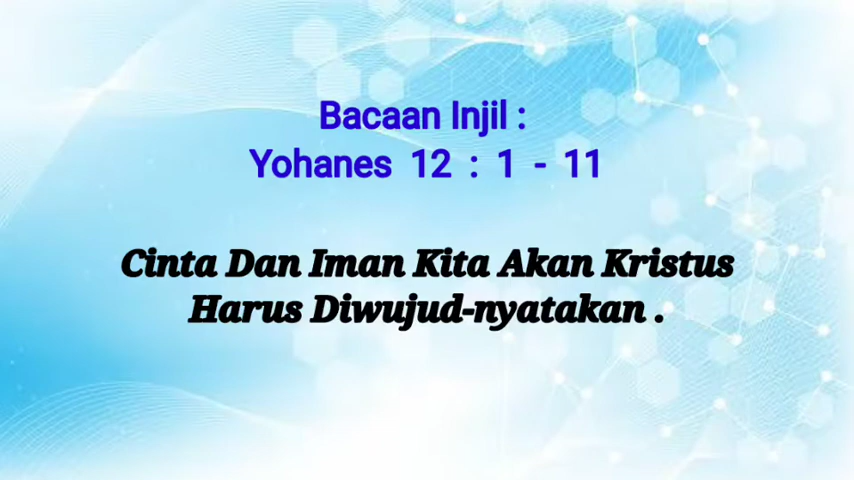 Bacaan Injil :
Yohanes 12 : 1 - 11
Cinta Dan Iman Kita Akan Kristus
Harus Diwujud-nyatakan .